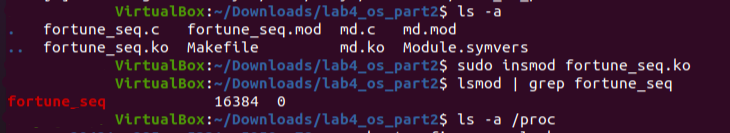 VirtualBox:~/Downloads/lab4_os_part2$ ls -a
. fortune_seq.c fortune_seq.mod md.c md.mod
.. fortune_seq.ko Makefile md.ko Module.symvers
VirtualBox:~/Downloads/lab4_os_part2$ sudo insmod fortune_seq.ko
VirtualBox:~/Downloads/lab4_os_part2$ lsmod | grep fortune_seq
fortune_seq 16384 0
VirtualBox:~/Downloads/lab4_os_part2$ ls -a /proc